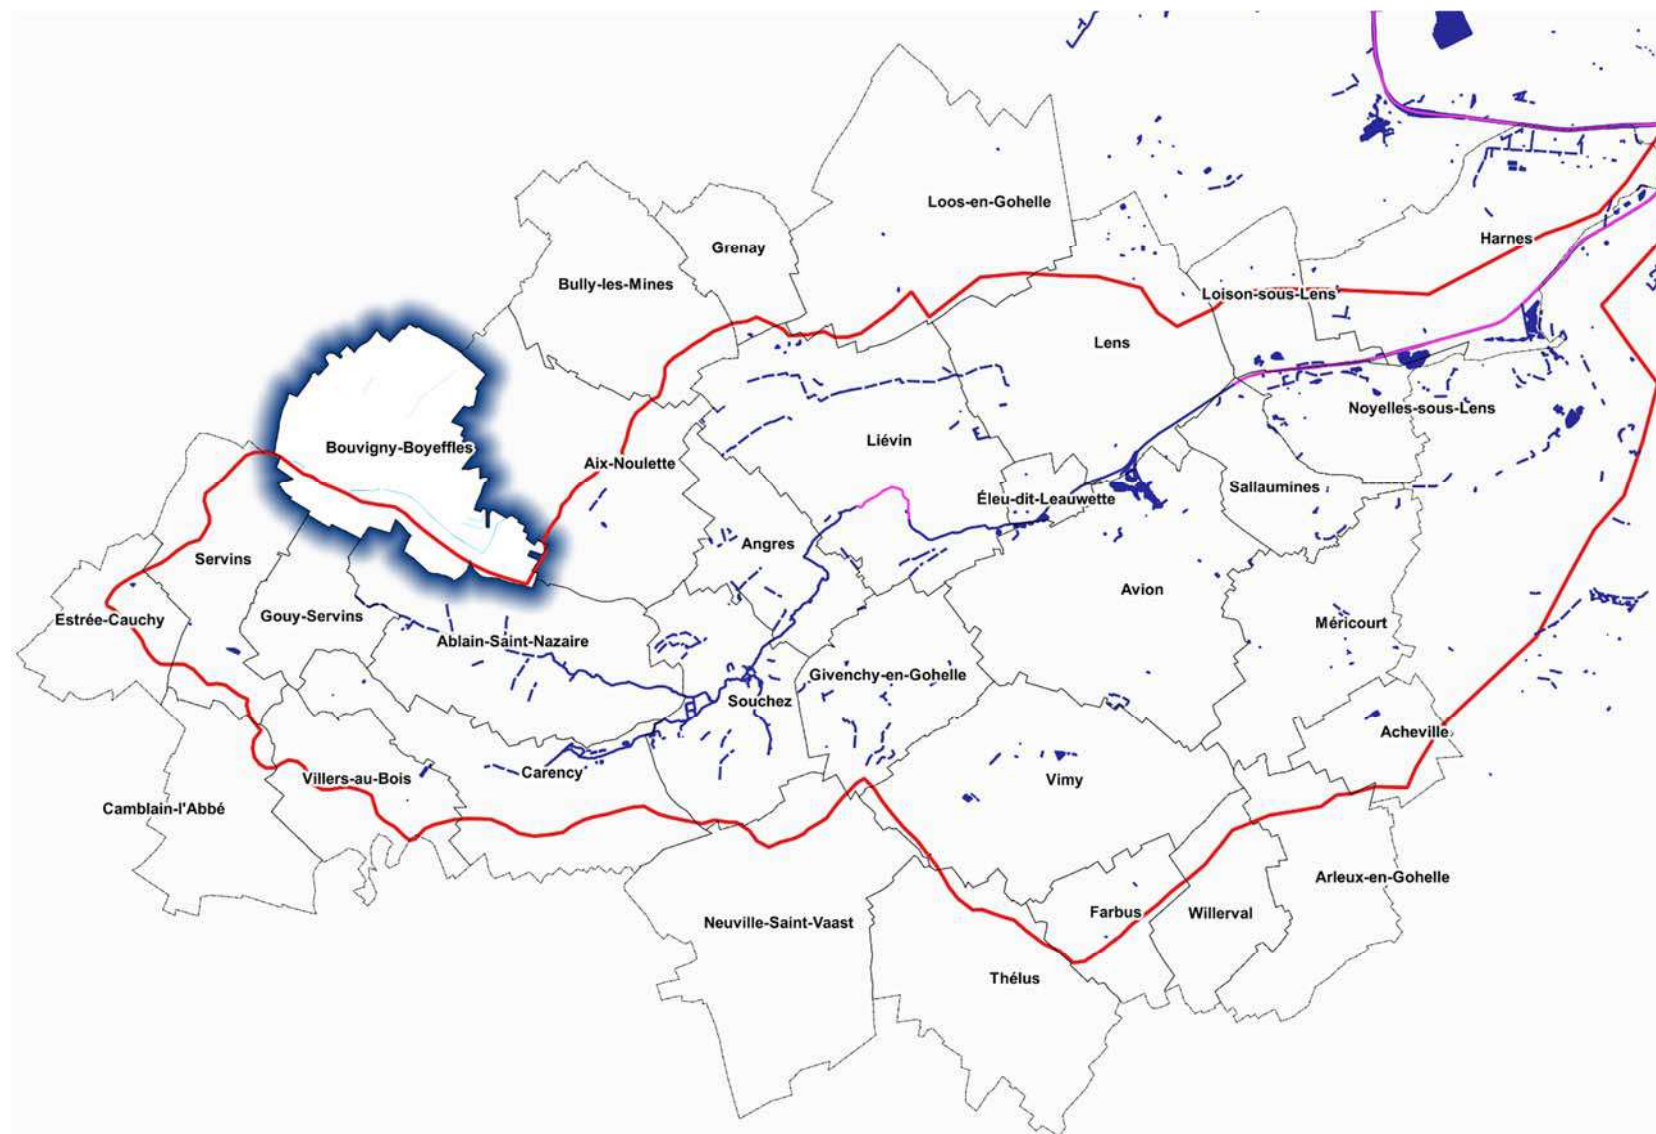 Loos-en-Gohelle
Grenay
Harnes
Bully-les-Mines
Loison-sous-Lens
Lens
Noyelles-sous-Lens
Liévin
Bouvigny-Boyeffles
Aix-Noulette
Sallaumines
Éleu-dit-Leauwette
Angres
Servins
Avion
Gouy-Servins
Estrée-Cauchy
Méricourt
Ablain-Saint-Nazaire
Givenchy-en-Gohelle
Souchez
Acheville
Carency
Villers-au-Bois
Vimy
Camblain-l'Abbé
Arleux-en-Gohelle
Farbus
Willerval
Neuville-Saint-Vaast
Thélus